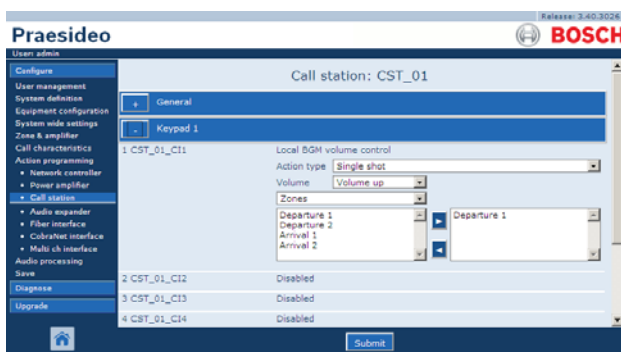 Release: 3.40.3026
Praesideo
BOSCH
User: admin
Configure
User management
System definition
Equipment configuration
System wide settings
Zone & amplifier
Call characteristics
Action programming
• Network controller
• Power amplifier
• Call station
• Audio expander
• Fiber interface
• CobraNet interface
• Multi ch interface
Audio processing
Save
Diagnose
Upgrade
Call station: CST_01
+ General
- Keypad 1
1 CST_01_CI1 Local BGM volume control
Action type Single shot
Volume Volume up
Zones
Departure 1
Departure 2
Arrival 1
Arrival 2
Departure 1
2 CST_01_CI2 Disabled
3 CST_01_CI3 Disabled
4 CST_01_CI4 Disabled
Submit